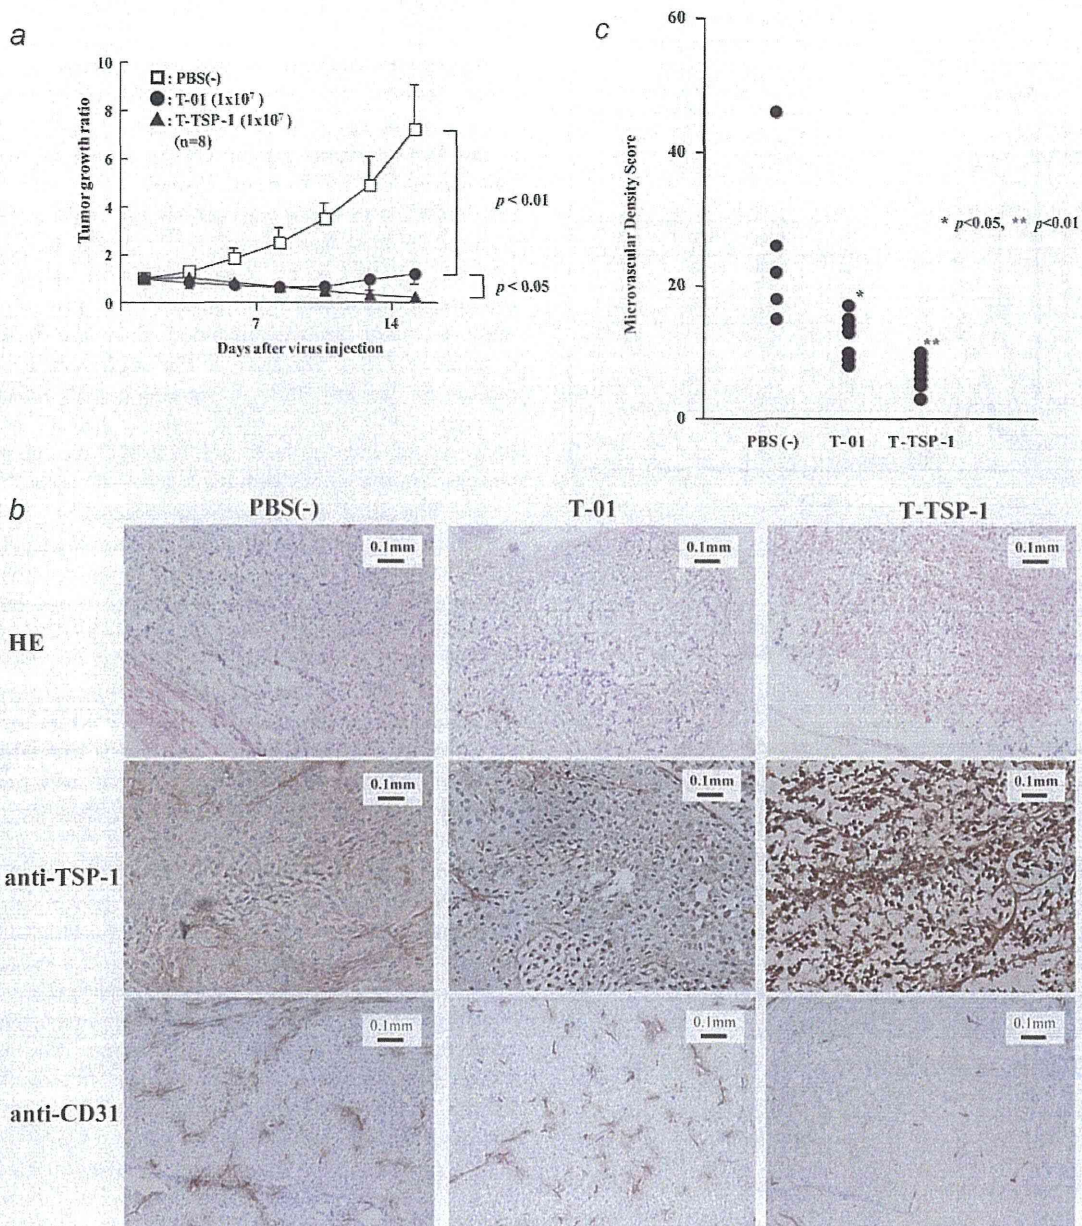 a
10
8
6
4
2
0
Tumor growth ratio
□: PBS(-)
●: T-01 (1x10⁷)
▲: T-TSP-1 (1x10⁷)
(n=8)
p < 0.01
p < 0.05
7
14
Days after virus injection
c
60
40
20
0
Microvascular Density Score
* p<0.05, ** p<0.01
*
**
PBS (-) T-01 T-TSP-1
b
PBS(-) T-01 T-TSP-1
HE
0.1mm 0.1mm 0.1mm
anti-TSP-1
0.1mm 0.1mm 0.1mm
anti-CD31
0.1mm 0.1mm 0.1mm